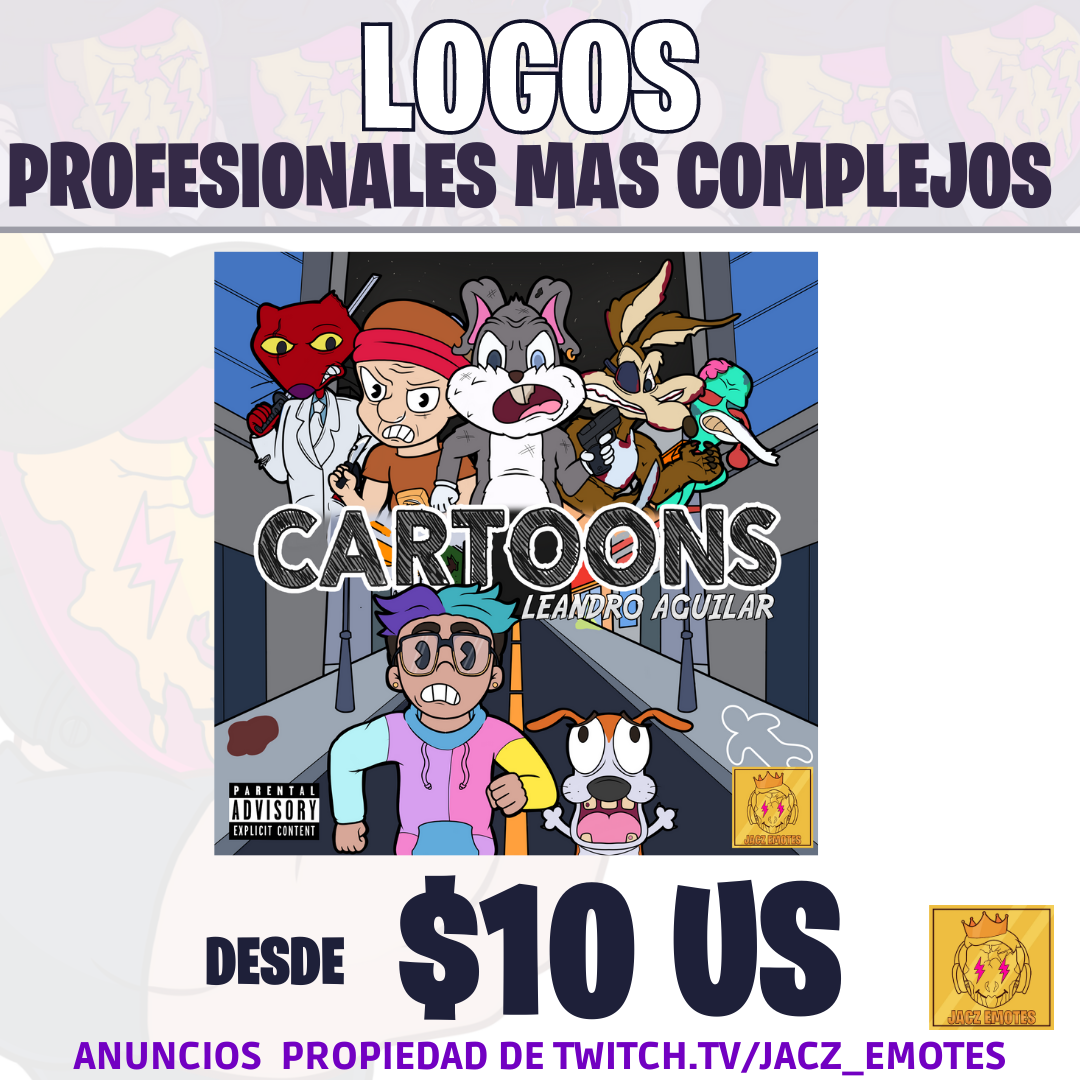 LOGOS
PROFESIONALES MAS COMPLEJOS
CARTOONS
LEANDRO AGUILAR
PARENTAL
ADVISORY
EXPLICIT CONTENT
JACZ EMOTES
DESDE $10 US
JACZ EMOTES
ANUNCIOS PROPIEDAD DE TWITCH.TV/JACZ_EMOTES